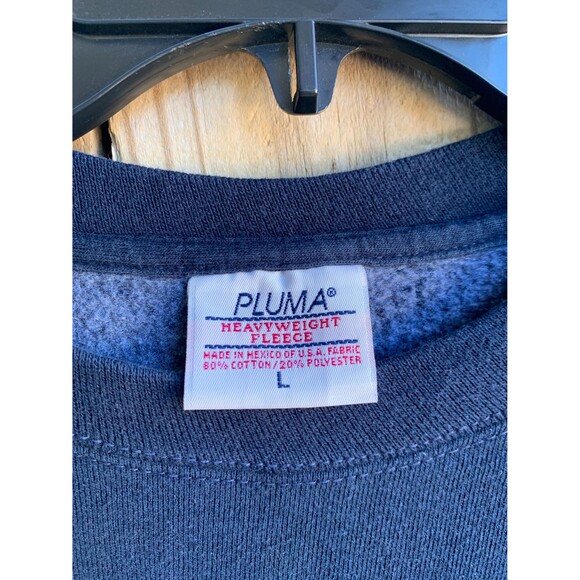 PLUMA®
HEAVYWEIGHT
FLEECE
MADE IN MEXICO OF U.S.A. FABRIC
80% COTTON/20% POLYESTER
L